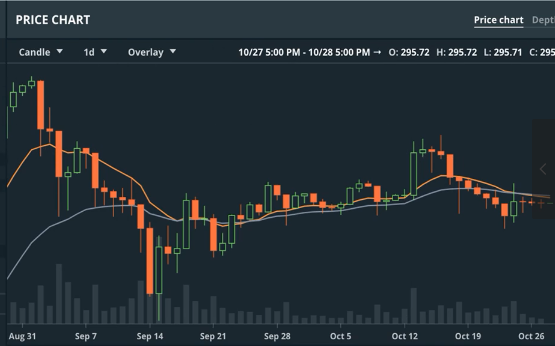 PRICE CHART
Price chart Dept
Candle 1d Overlay 10/27 5:00 PM - 10/28 5:00 PM → O: 295.72 H: 295.72 L: 295.71 C: 295
Aug 31 Sep 7 Sep 14 Sep 21 Sep 28 Oct 5 Oct 12 Oct 19 Oct 26